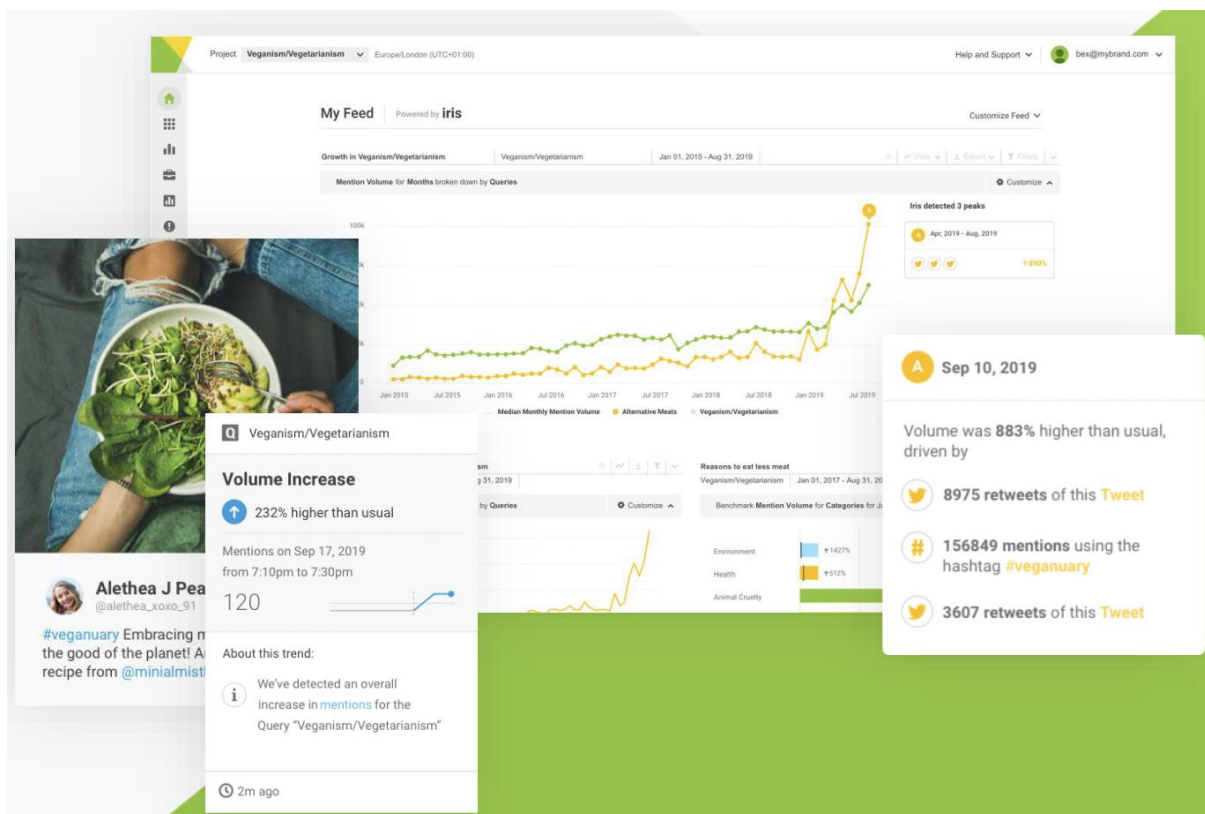 Project Veganism/Vegetarianism Europe/London (UTC+01:00)
Help and Support
bex@mybrand.com
My Feed Powered by iris
Customize Feed
Growth in Veganism/Vegetarianism Veganism/Vegetarianism Jan 01, 2015 - Aug 31, 2019
View Export Filters
Mention Volume for Months broken down by Queries
Customize
100k
0
Jan 2015 Jul 2015 Jan 2016 Jul 2016 Jan 2017 Jul 2017 Jan 2018 Jul 2018 Jan 2019 Jul 2019
Median Monthly Mention Volume Alternative Meats Veganism/Vegetarianism
A
Iris detected 3 peaks
A Apr, 2019 - Aug, 2019
A Sep 10, 2019
Volume was 883% higher than usual,
driven by
8975 retweets of this Tweet
# 156849 mentions using the
hashtag #veganuary
3607 retweets of this Tweet
Alethea J Pea
@alethea_xoxo_91
#veganuary Embracing m
the good of the planet! A
recipe from @minialmist
Q Veganism/Vegetarianism
Volume Increase
232% higher than usual
Mentions on Sep 17, 2019
from 7:10pm to 7:30pm
120
About this trend:
We've detected an overall
increase in mentions for the
Query "Veganism/Vegetarianism"
2m ago
sm
31, 2019
by Queries
Customize
Reasons to eat less meat
Veganism/Vegetarianism Jan 01, 2017 - Aug 31, 20
Benchmark Mention Volume for Categories for Ja
Environment 1427%
Health 512%
Animal Cruelty